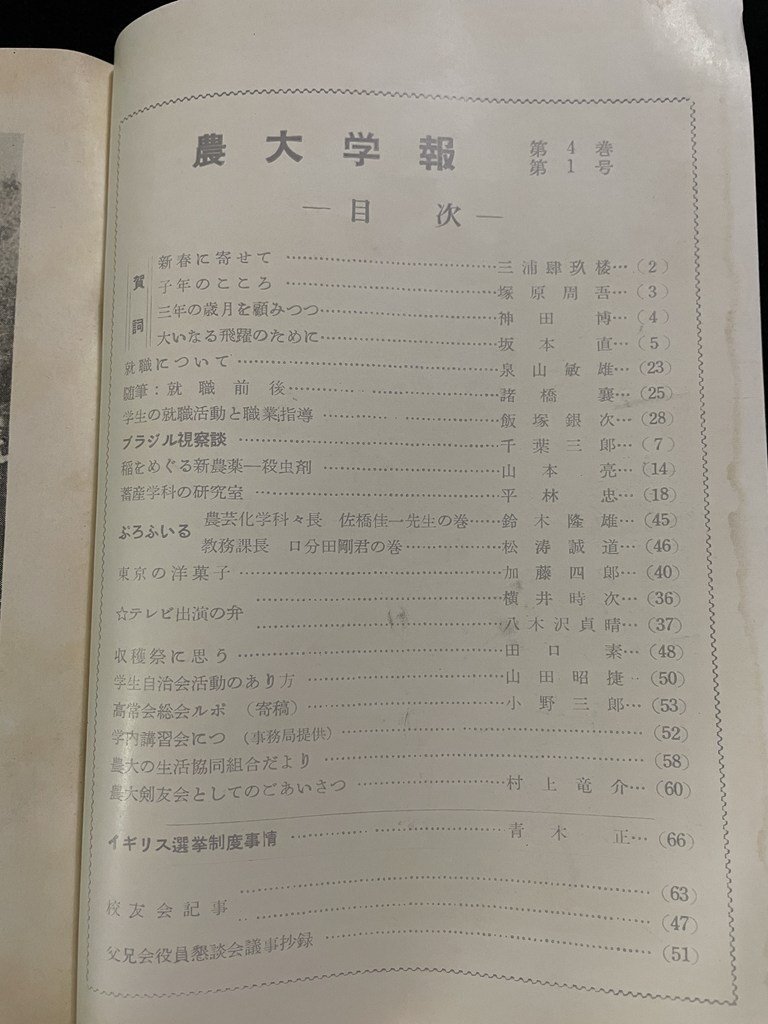 農大学報 第4巻
第1号
―目次―
賀詞
新春に寄せて……三浦肆玖楼…(2)
子年のこころ……塚原周吾…(3)
三年の歳月を顧みつつ……神田博…(4)
大いなる飛躍のために……坂本直…(5)
就職について……泉山敏雄…(23)
随筆:就職前後……諸橋襄…(25)
学生の就職活動と職業指導……飯塚銀次…(28)
ブラジル視察談……千葉三郎…(7)
稲をめぐる新農薬―殺虫剤……山本亮…(14)
蓄産学科の研究室……平林忠…(18)
ぷろふいる
農芸化学科々長 佐橋佳一先生の巻……鈴木隆雄…(45)
教務課長 口分田剛君の巻……松涛誠道…(46)
東京の洋菓子……加藤四郎…(40)
☆テレビ出演の弁
……横井時次…(36)
……八木沢貞晴…(37)
収穫祭に思う……田口素…(48)
学生自治会活動のあり方……山田昭捷…(50)
高常会総会ルポ (寄稿)……小野三郎…(53)
学内講習会につ (事務局提供)……(52)
農大の生活協同組合だより……(58)
農大剣友会としてのごあいさつ……村上竜介…(60)
イギリス選挙制度事情……青木正…(66)
校友会記事
……(63)
……(47)
父兄会役員懇談会議事抄録……(51)